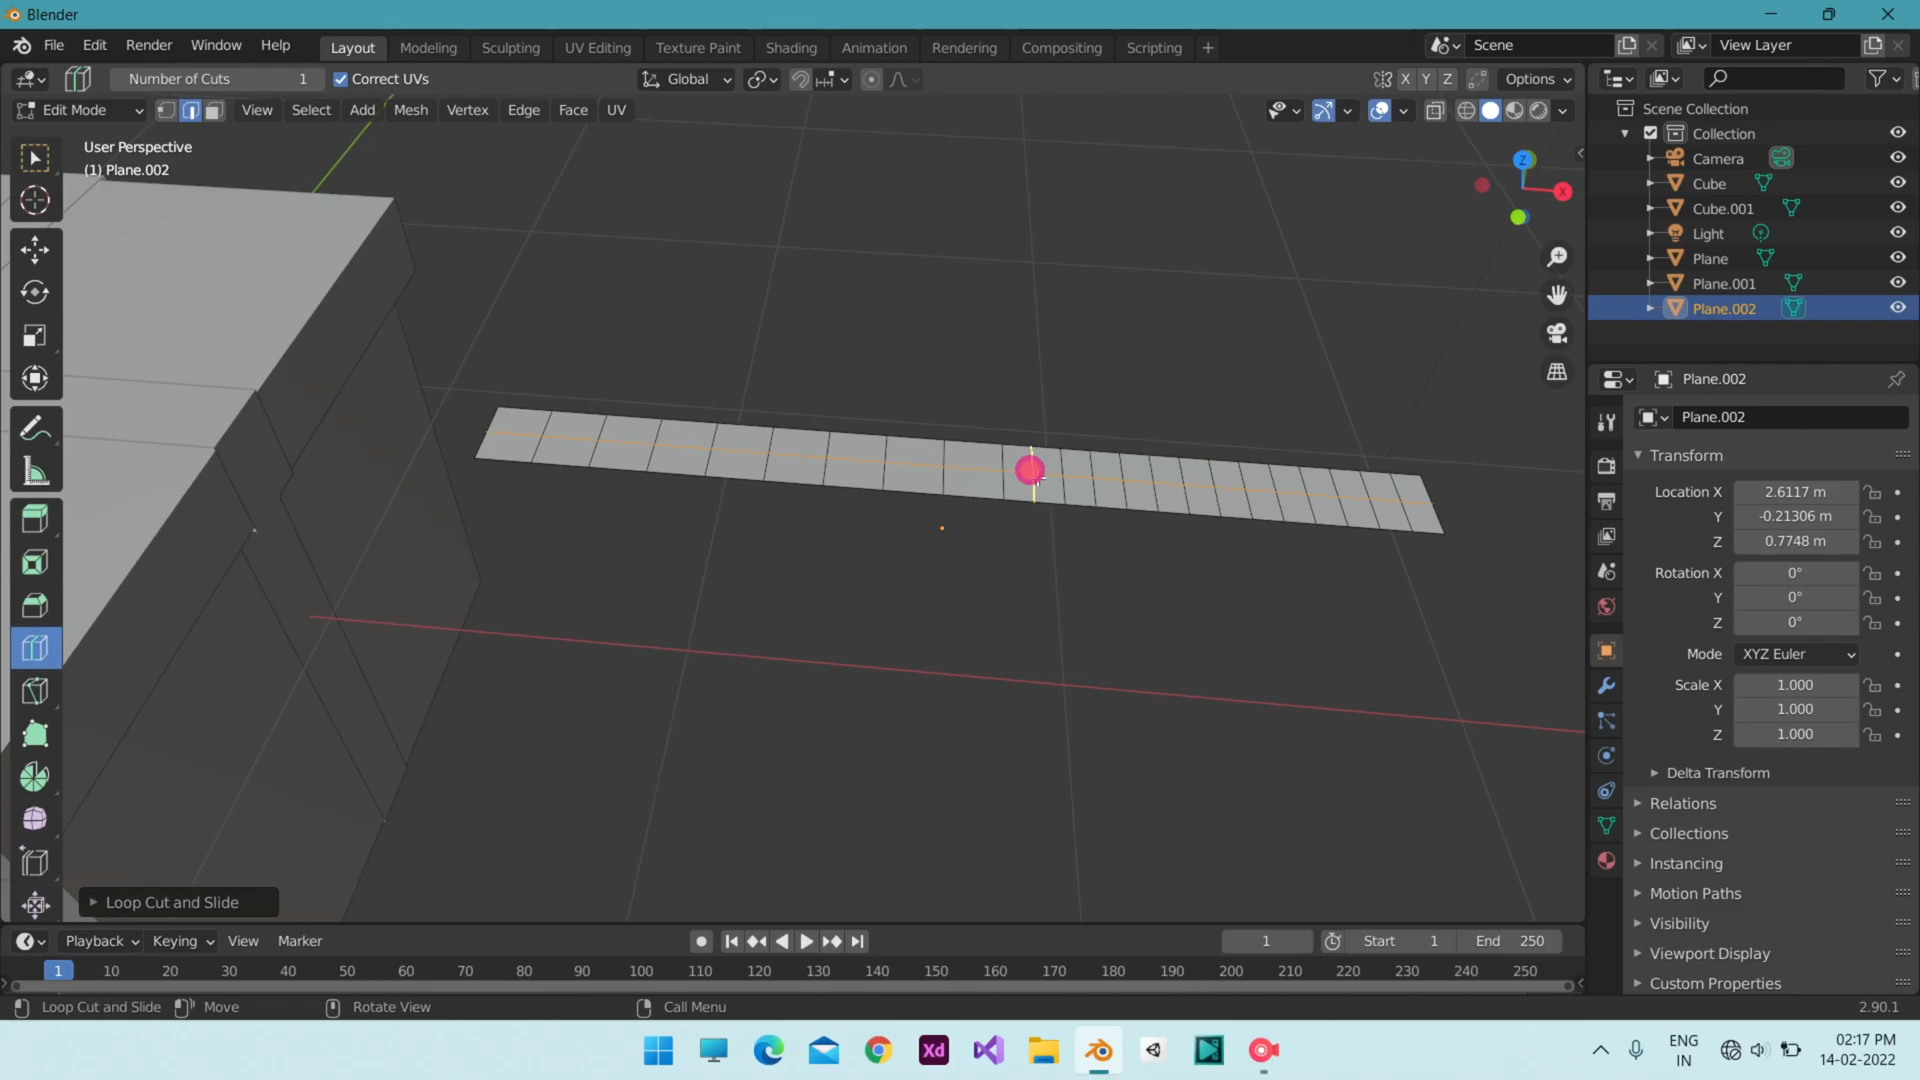 Blender
File Edit Render Window Help Layout Modeling Sculpting UV Editing Texture Paint Shading Animation Rendering Compositing Scripting + Scene View Layer
Number of Cuts 1 Correct UVs Global X Y Z Options
Edit Mode View Select Add Mesh Vertex Edge Face UV
User Perspective
(1) Plane.002
Z
X
Scene Collection
Collection
Camera
Cube
Cube.001
Light
Plane
Plane.001
Plane.002
Plane.002
Plane.002
Transform
Location X 2.6117 m
Y -0.21306 m
Z 0.7748 m
Rotation X 0°
Y 0°
Z 0°
Mode XYZ Euler
Scale X 1.000
Y 1.000
Z 1.000
Delta Transform
Relations
Collections
Instancing
Motion Paths
Visibility
Viewport Display
Custom Properties
Loop Cut and Slide
Playback Keying View Marker 1 Start 1 End 250
1 10 20 30 40 50 60 70 80 90 100 110 120 130 140 150 160 170 180 190 200 210 220 230 240 250
Loop Cut and Slide Move Rotate View Call Menu 2.90.1
Xd
ENG
IN
02:17 PM
14-02-2022